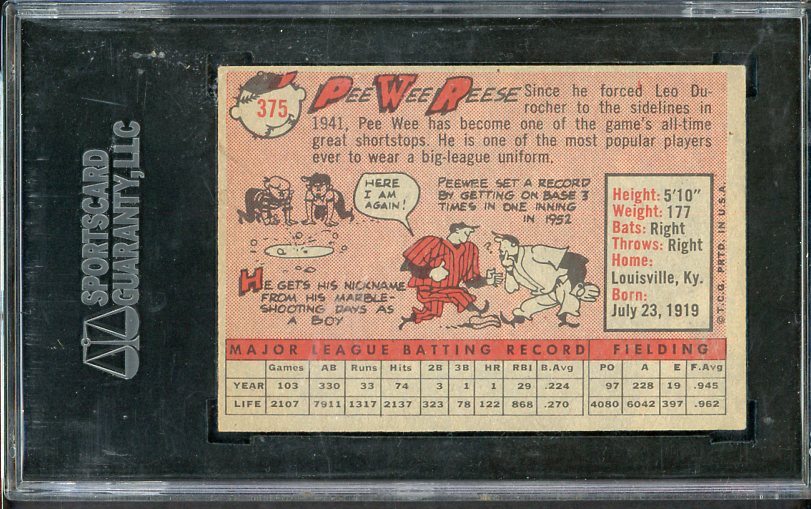 SPORTSCARD
GUARANTY, LLC
375
PEE WEE REESE
Since he forced Leo Du-
rocher to the sidelines in
1941, Pee Wee has become one of the game's all-time
great shortstops. He is one of the most popular players
ever to wear a big-league uniform.
HERE
I AM
AGAIN!
PEEWEE SET A RECORD
BY GETTING ON BASE 3
TIMES IN ONE INNING
IN 1952
HE GETS HIS NICKNAME
FROM HIS MARBLE-
SHOOTING DAYS AS
A BOY
Height: 5'10"
Weight: 177
Bats: Right
Throws: Right
Home:
Louisville, Ky.
Born:
July 23, 1919
© T.C.G. PRTD. IN U.S.A.
MAJOR LEAGUE BATTING RECORD FIELDING
Games AB Runs Hits 2B 3B HR RBI B.Avg PO A E F.Avg
YEAR 103 330 33 74 3 1 1 29 .224 97 228 19 .945
LIFE 2107 7911 1317 2137 323 78 122 868 .270 4080 6042 397 .962